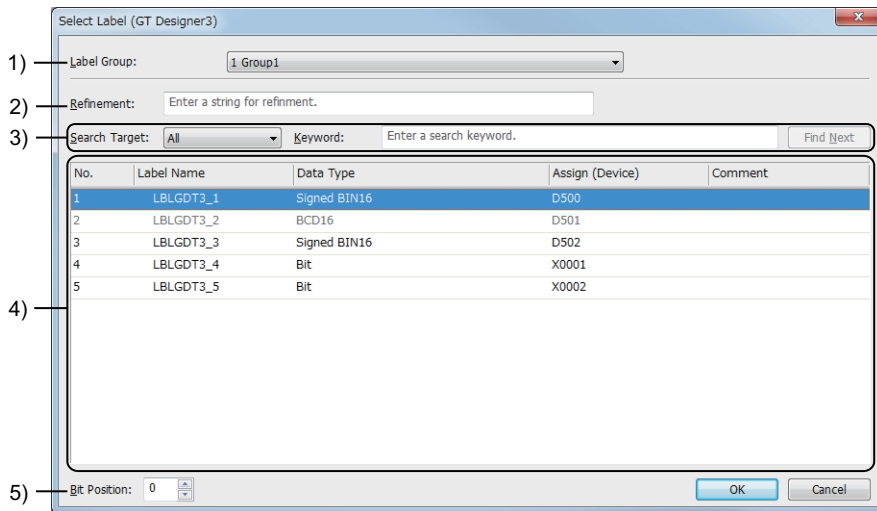 Select Label (GT Designer3)
1) Label Group: 1 Group1
2) Refinement: Enter a string for refinment.
3) Search Target: All Keyword: Enter a search keyword. Find Next
4)
No. Label Name Data Type Assign (Device) Comment
1 LBLGDT3_1 Signed BIN16 D500
2 LBLGDT3_2 BCD16 D501
3 LBLGDT3_3 Signed BIN16 D502
4 LBLGDT3_4 Bit X0001
5 LBLGDT3_5 Bit X0002
5) Bit Position: 0 OK Cancel